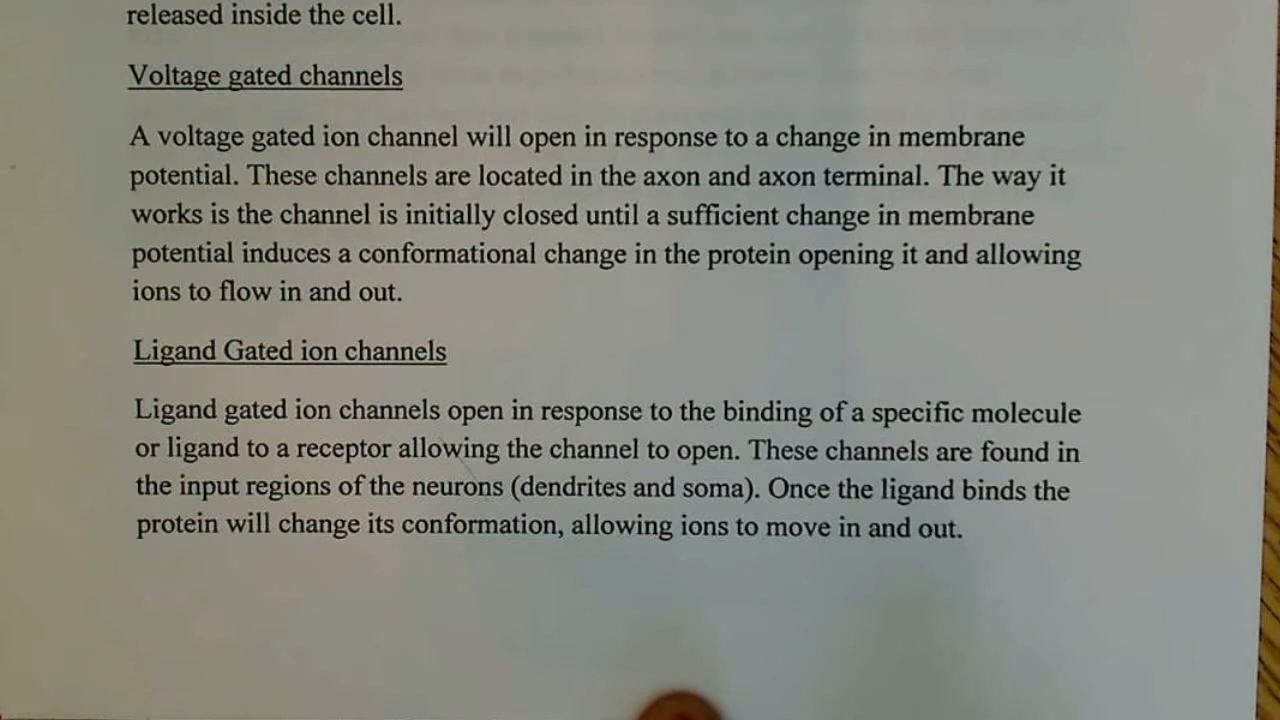 released inside the cell.
Voltage gated channels
A voltage gated ion channel will open in response to a change in membrane
potential. These channels are located in the axon and axon terminal. The way it
works is the channel is initially closed until a sufficient change in membrane
potential induces a conformational change in the protein opening it and allowing
ions to flow in and out.
Ligand Gated ion channels
Ligand gated ion channels open in response to the binding of a specific molecule
or ligand to a receptor allowing the channel to open. These channels are found in
the input regions of the neurons (dendrites and soma). Once the ligand binds the
protein will change its conformation, allowing ions to move in and out.